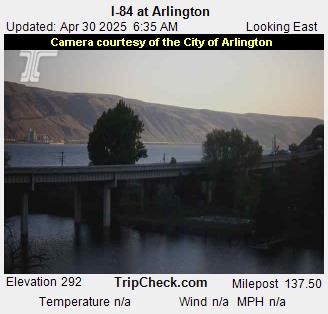 I-84 at Arlington
Updated: Apr 30 2025 6:35 AM Looking East
Camera courtesy of the City of Arlington
Elevation 292 TripCheck.com Milepost 137.50
Temperature n/a Wind n/a MPH n/a